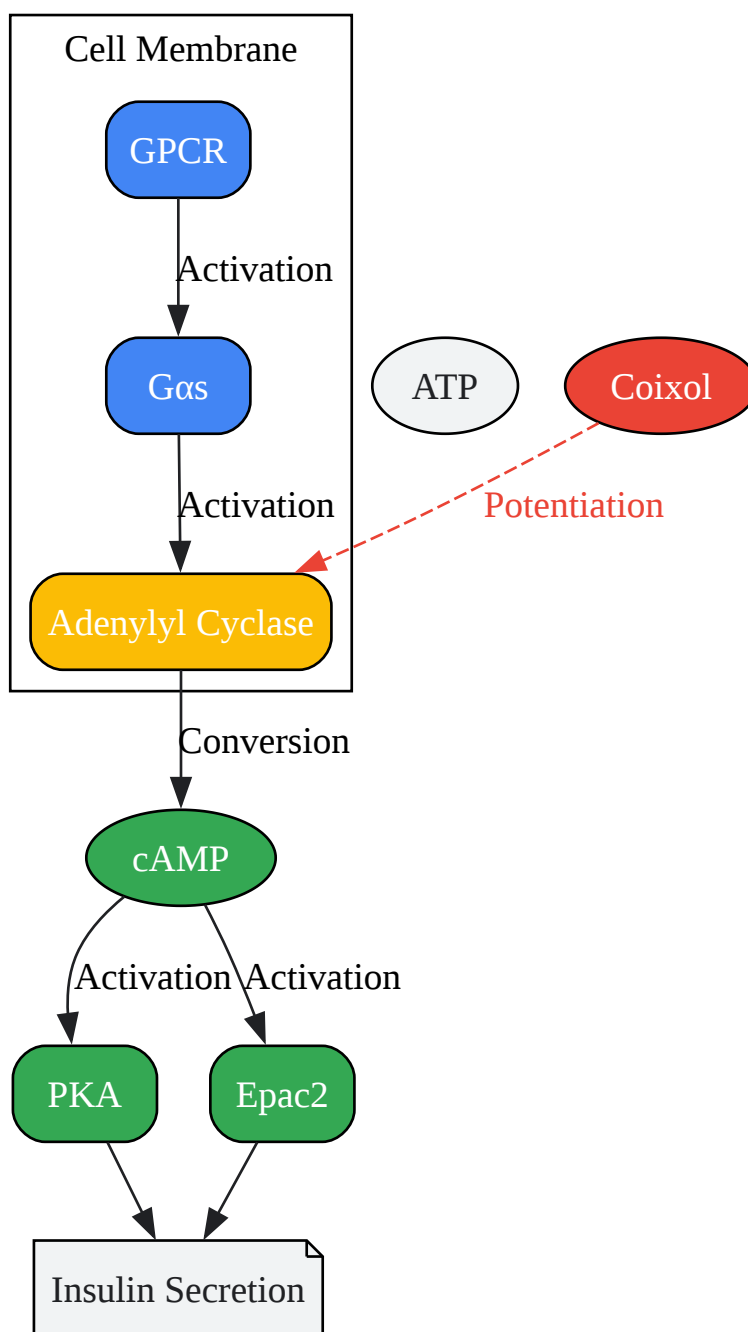 Cell Membrane
GPCR
Activation
Gαs
ATP
Coixol
Activation
Potentiation
Adenylyl Cyclase
Conversion
cAMP
Activation
Activation
PKA
Epac2
Insulin Secretion